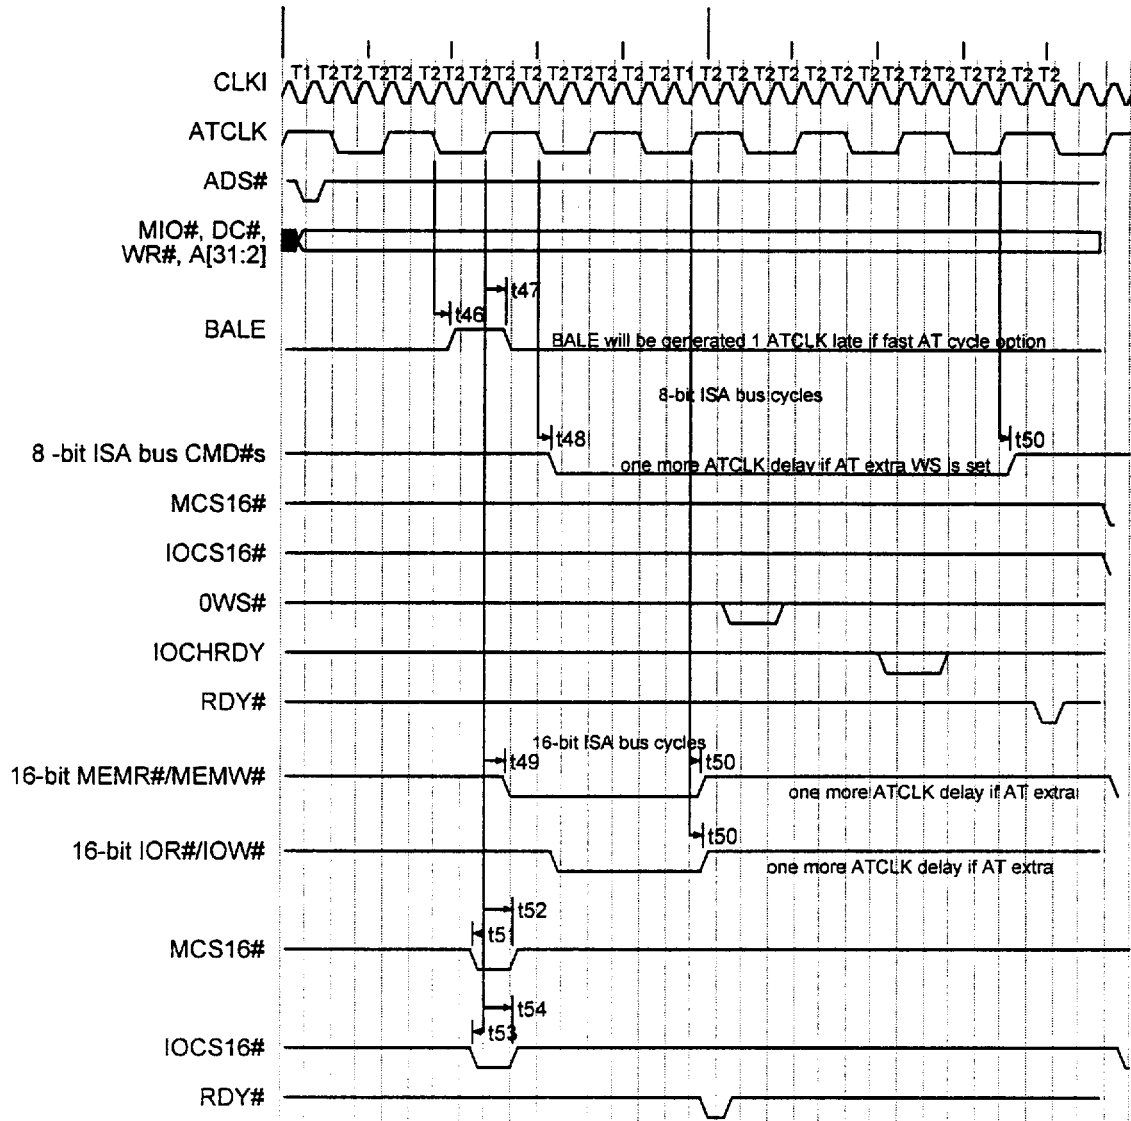 T1 T2 T2 T2 T2 T2 T2 T2 T2 T2 T2 T2 T2 T2 T1 T2 T2 T2 T2 T2 T2 T2 T2 T2 T2 T2 T2 T2
CLKI
ATCLK
ADS#
MIO#, DC#,
WR#, A[31:2]
t47
t46
BALE
BALE will be generated 1 ATCLK late if fast AT cycle option
8-bit ISA bus cycles
t48
t50
8 -bit ISA bus CMD#s
one more ATCLK delay if AT extra WS is set
MCS16#
IOCS16#
0WS#
IOCHRDY
RDY#
16-bit ISA bus cycles
t49
t50
16-bit MEMR#/MEMW#
one more ATCLK delay if AT extra
t50
16-bit IOR#/IOW#
one more ATCLK delay if AT extra
t52
t51
MCS16#
t54
t53
IOCS16#
RDY#